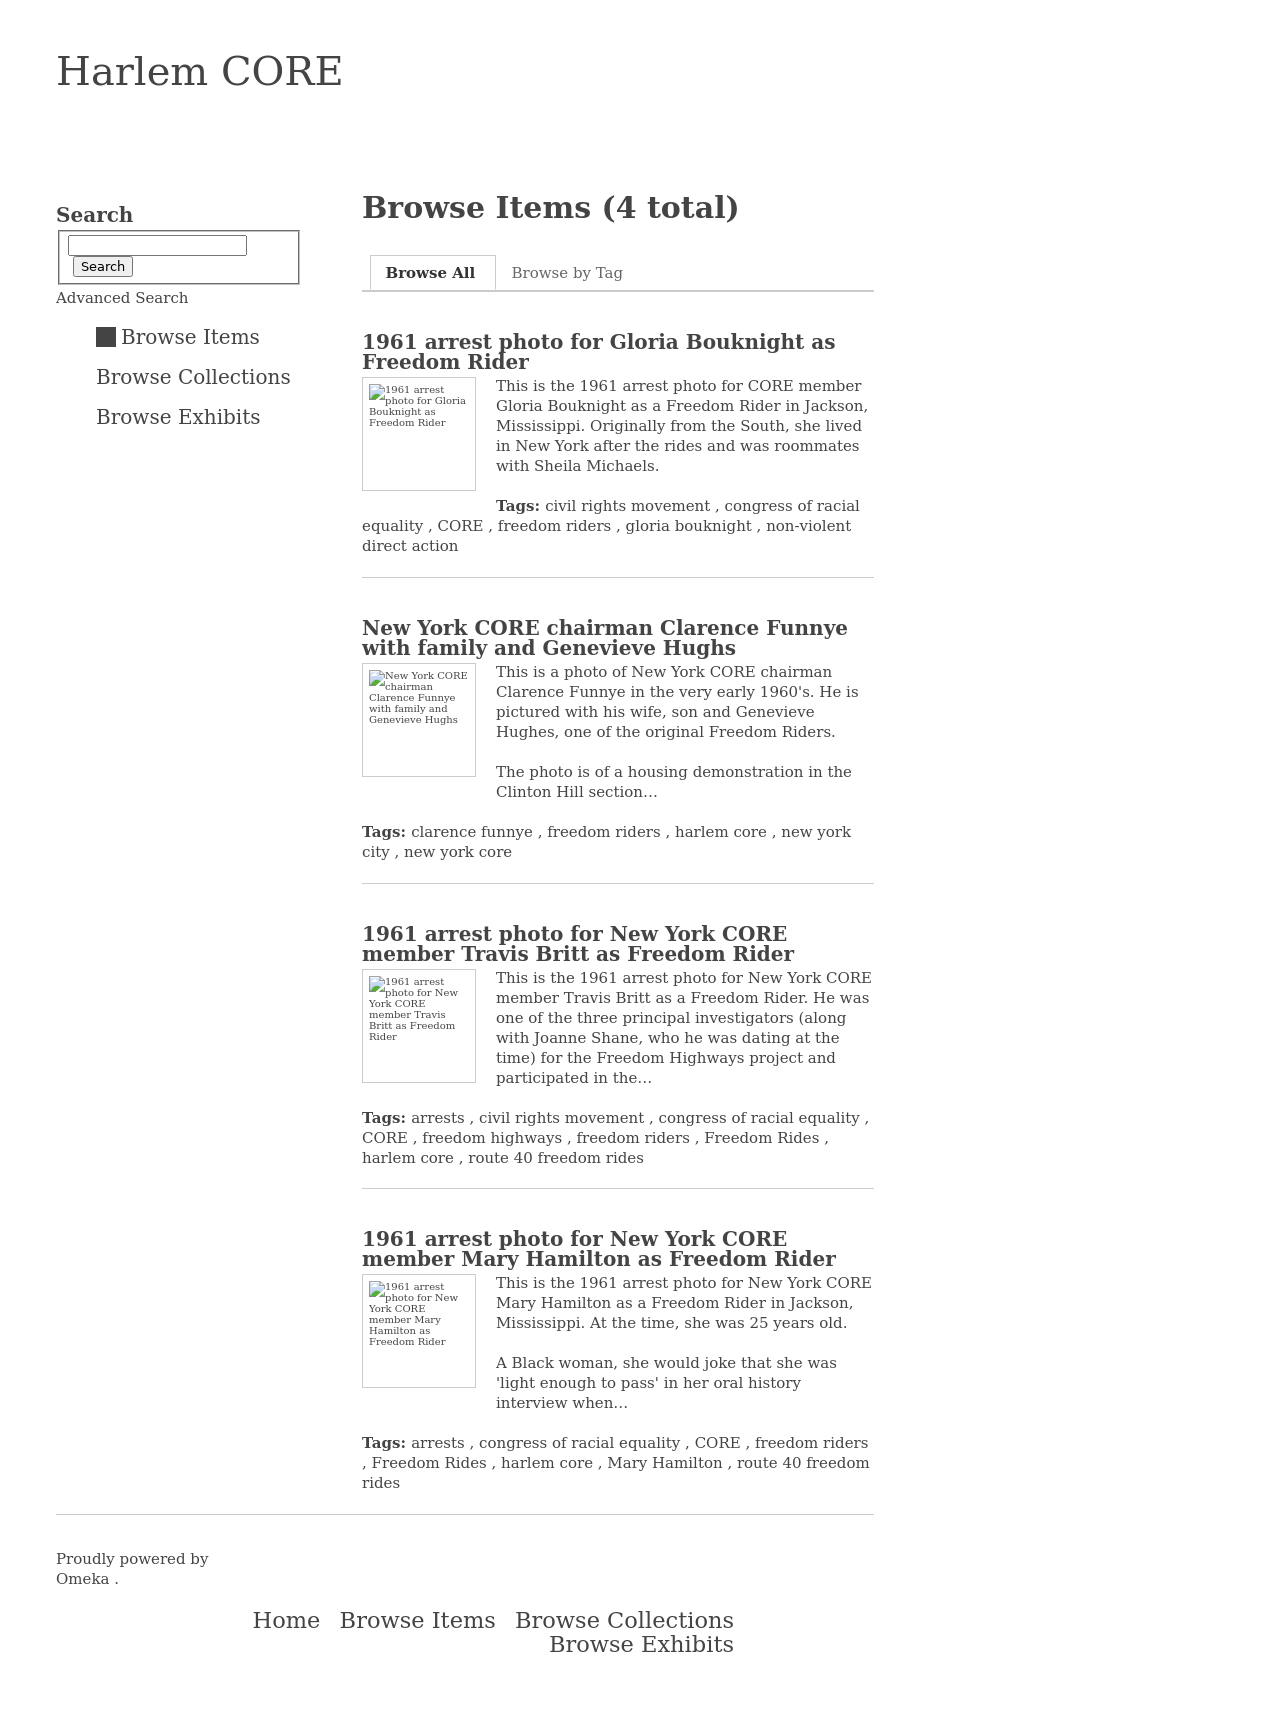 Harlem CORE
Search
Search
Advanced Search
Browse Items
Browse Collections
Browse Exhibits
Browse Items (4 total)
Browse All
Browse by Tag
1961 arrest photo for Gloria Bouknight as
Freedom Rider
1961 arrest
photo for Gloria
Bouknight as
Freedom Rider
This is the 1961 arrest photo for CORE member
Gloria Bouknight as a Freedom Rider in Jackson,
Mississippi. Originally from the South, she lived
in New York after the rides and was roommates
with Sheila Michaels.
Tags: civil rights movement , congress of racial
equality , CORE , freedom riders , gloria bouknight , non-violent
direct action
New York CORE chairman Clarence Funnye
with family and Genevieve Hughs
New York CORE
chairman
Clarence Funnye
with family and
Genevieve Hughs
This is a photo of New York CORE chairman
Clarence Funnye in the very early 1960's. He is
pictured with his wife, son and Genevieve
Hughes, one of the original Freedom Riders.
The photo is of a housing demonstration in the
Clinton Hill section…
Tags: clarence funnye , freedom riders , harlem core , new york
city , new york core
1961 arrest photo for New York CORE
member Travis Britt as Freedom Rider
1961 arrest
photo for New
York CORE
member Travis
Britt as Freedom
Rider
This is the 1961 arrest photo for New York CORE
member Travis Britt as a Freedom Rider. He was
one of the three principal investigators (along
with Joanne Shane, who he was dating at the
time) for the Freedom Highways project and
participated in the…
Tags: arrests , civil rights movement , congress of racial equality ,
CORE , freedom highways , freedom riders , Freedom Rides ,
harlem core , route 40 freedom rides
1961 arrest photo for New York CORE
member Mary Hamilton as Freedom Rider
1961 arrest
photo for New
York CORE
member Mary
Hamilton as
Freedom Rider
This is the 1961 arrest photo for New York CORE
Mary Hamilton as a Freedom Rider in Jackson,
Mississippi. At the time, she was 25 years old.
A Black woman, she would joke that she was
'light enough to pass' in her oral history
interview when…
Tags: arrests , congress of racial equality , CORE , freedom riders
, Freedom Rides , harlem core , Mary Hamilton , route 40 freedom
rides
Proudly powered by
Omeka .
Home Browse Items Browse Collections
Browse Exhibits